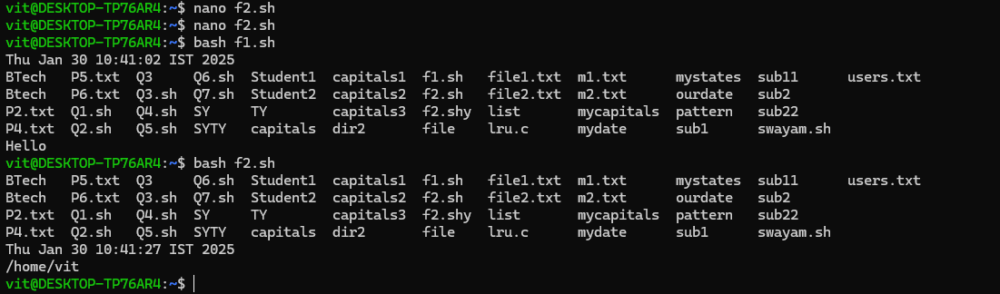 vit@DESKTOP-TP76AR4:~$ nano f2.sh
vit@DESKTOP-TP76AR4:~$ nano f2.sh
vit@DESKTOP-TP76AR4:~$ bash f1.sh
Thu Jan 30 10:41:02 IST 2025
BTech   P5.txt  Q3     Q6.sh  Student1  capitals1  f1.sh   file1.txt  m1.txt      mystates  sub11      users.txt
Btech   P6.txt  Q3.sh  Q7.sh  Student2  capitals2  f2.sh   file2.txt  m2.txt      ourdate   sub2
P2.txt  Q1.sh   Q4.sh  SY     TY        capitals3  f2.shy  list       mycapitals  pattern   sub22
P4.txt  Q2.sh   Q5.sh  SYTY   capitals  dir2       file    lru.c      mydate      sub1      swayam.sh
Hello
vit@DESKTOP-TP76AR4:~$ bash f2.sh
BTech   P5.txt  Q3     Q6.sh  Student1  capitals1  f1.sh   file1.txt  m1.txt      mystates  sub11      users.txt
Btech   P6.txt  Q3.sh  Q7.sh  Student2  capitals2  f2.sh   file2.txt  m2.txt      ourdate   sub2
P2.txt  Q1.sh   Q4.sh  SY     TY        capitals3  f2.shy  list       mycapitals  pattern   sub22
P4.txt  Q2.sh   Q5.sh  SYTY   capitals  dir2       file    lru.c      mydate      sub1      swayam.sh
Thu Jan 30 10:41:27 IST 2025
/home/vit
vit@DESKTOP-TP76AR4:~$